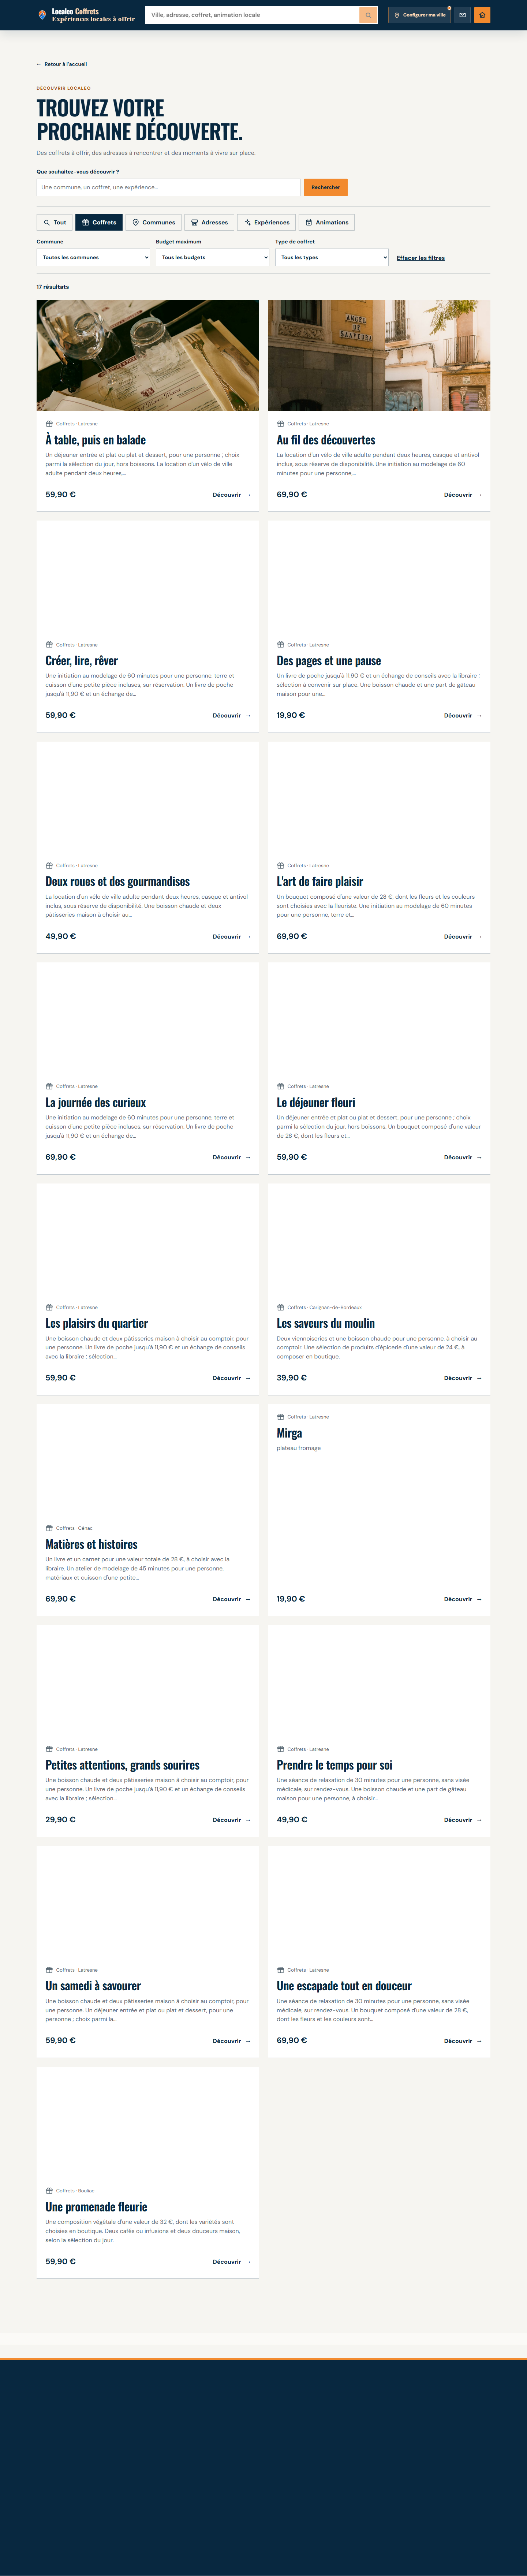 Localeo Coffrets
Expériences locales à offrir
Ville, adresse, coffret, animation locale
Configurer ma ville
← Retour à l'accueil
DÉCOUVRIR LOCALEO
TROUVEZ VOTRE
PROCHAINE DÉCOUVERTE.
Des coffrets à offrir, des adresses à rencontrer et des moments à vivre sur place.
Que souhaitez-vous découvrir ?
Une commune, un coffret, une expérience…
Rechercher
Tout
Coffrets
Communes
Adresses
Expériences
Animations
Commune
Budget maximum
Type de coffret
Toutes les communes
Tous les budgets
Tous les types
Effacer les filtres
17 résultats
ANGEL
DE
SAAVEDRA
Coffrets · Latresne
À table, puis en balade
Un déjeuner entrée et plat ou plat et dessert, pour une personne ; choix
parmi la sélection du jour, hors boissons. La location d'un vélo de ville
adulte pendant deux heures,…
59,90 €
Découvrir →
Coffrets · Latresne
Au fil des découvertes
La location d'un vélo de ville adulte pendant deux heures, casque et antivol
inclus, sous réserve de disponibilité. Une initiation au modelage de 60
minutes pour une personne,…
69,90 €
Découvrir →
Coffrets · Latresne
Créer, lire, rêver
Une initiation au modelage de 60 minutes pour une personne, terre et
cuisson d'une petite pièce incluses, sur réservation. Un livre de poche
jusqu'à 11,90 € et un échange de…
59,90 €
Découvrir →
Coffrets · Latresne
Des pages et une pause
Un livre de poche jusqu'à 11,90 € et un échange de conseils avec la libraire ;
sélection à convenir sur place. Une boisson chaude et une part de gâteau
maison pour une…
19,90 €
Découvrir →
Coffrets · Latresne
Deux roues et des gourmandises
La location d'un vélo de ville adulte pendant deux heures, casque et antivol
inclus, sous réserve de disponibilité. Une boisson chaude et deux
pâtisseries maison à choisir au…
49,90 €
Découvrir →
Coffrets · Latresne
L'art de faire plaisir
Un bouquet composé d'une valeur de 28 €, dont les fleurs et les couleurs
sont choisies avec la fleuriste. Une initiation au modelage de 60 minutes
pour une personne, terre et…
69,90 €
Découvrir →
Coffrets · Latresne
La journée des curieux
Une initiation au modelage de 60 minutes pour une personne, terre et
cuisson d'une petite pièce incluses, sur réservation. Un livre de poche
jusqu'à 11,90 € et un échange de…
69,90 €
Découvrir →
Coffrets · Latresne
Le déjeuner fleuri
Un déjeuner entrée et plat ou plat et dessert, pour une personne ; choix
parmi la sélection du jour, hors boissons. Un bouquet composé d'une valeur
de 28 €, dont les fleurs et…
59,90 €
Découvrir →
Coffrets · Latresne
Les plaisirs du quartier
Une boisson chaude et deux pâtisseries maison à choisir au comptoir, pour
une personne. Un livre de poche jusqu'à 11,90 € et un échange de conseils
avec la libraire ; sélection…
59,90 €
Découvrir →
Coffrets · Carignan-de-Bordeaux
Les saveurs du moulin
Deux viennoiseries et une boisson chaude pour une personne, à choisir au
comptoir. Une sélection de produits d'épicerie d'une valeur de 24 €, à
composer en boutique.
39,90 €
Découvrir →
Coffrets · Cénac
Matières et histoires
Un livre et un carnet pour une valeur totale de 28 €, à choisir avec la
libraire. Un atelier de modelage de 45 minutes pour une personne,
matériaux et cuisson d'une petite…
69,90 €
Découvrir →
Coffrets · Latresne
Mirga
plateau fromage
19,90 €
Découvrir →
Coffrets · Latresne
Petites attentions, grands sourires
Une boisson chaude et deux pâtisseries maison à choisir au comptoir, pour
une personne. Un livre de poche jusqu'à 11,90 € et un échange de conseils
avec la libraire ; sélection…
29,90 €
Découvrir →
Coffrets · Latresne
Prendre le temps pour soi
Une séance de relaxation de 30 minutes pour une personne, sans visée
médicale, sur rendez-vous. Une boisson chaude et une part de gâteau
maison pour une personne, à choisir…
49,90 €
Découvrir →
Coffrets · Latresne
Un samedi à savourer
Une boisson chaude et deux pâtisseries maison à choisir au comptoir, pour
une personne. Un déjeuner entrée et plat ou plat et dessert, pour une
personne ; choix parmi la…
59,90 €
Découvrir →
Coffrets · Latresne
Une escapade tout en douceur
Une séance de relaxation de 30 minutes pour une personne, sans visée
médicale, sur rendez-vous. Un bouquet composé d'une valeur de 28 €,
dont les fleurs et les couleurs sont…
69,90 €
Découvrir →
Coffrets · Bouliac
Une promenade fleurie
Une composition végétale d'une valeur de 32 €, dont les variétés sont
choisies en boutique. Deux cafés ou infusions et deux douceurs maison,
selon la sélection du jour.
59,90 €
Découvrir →